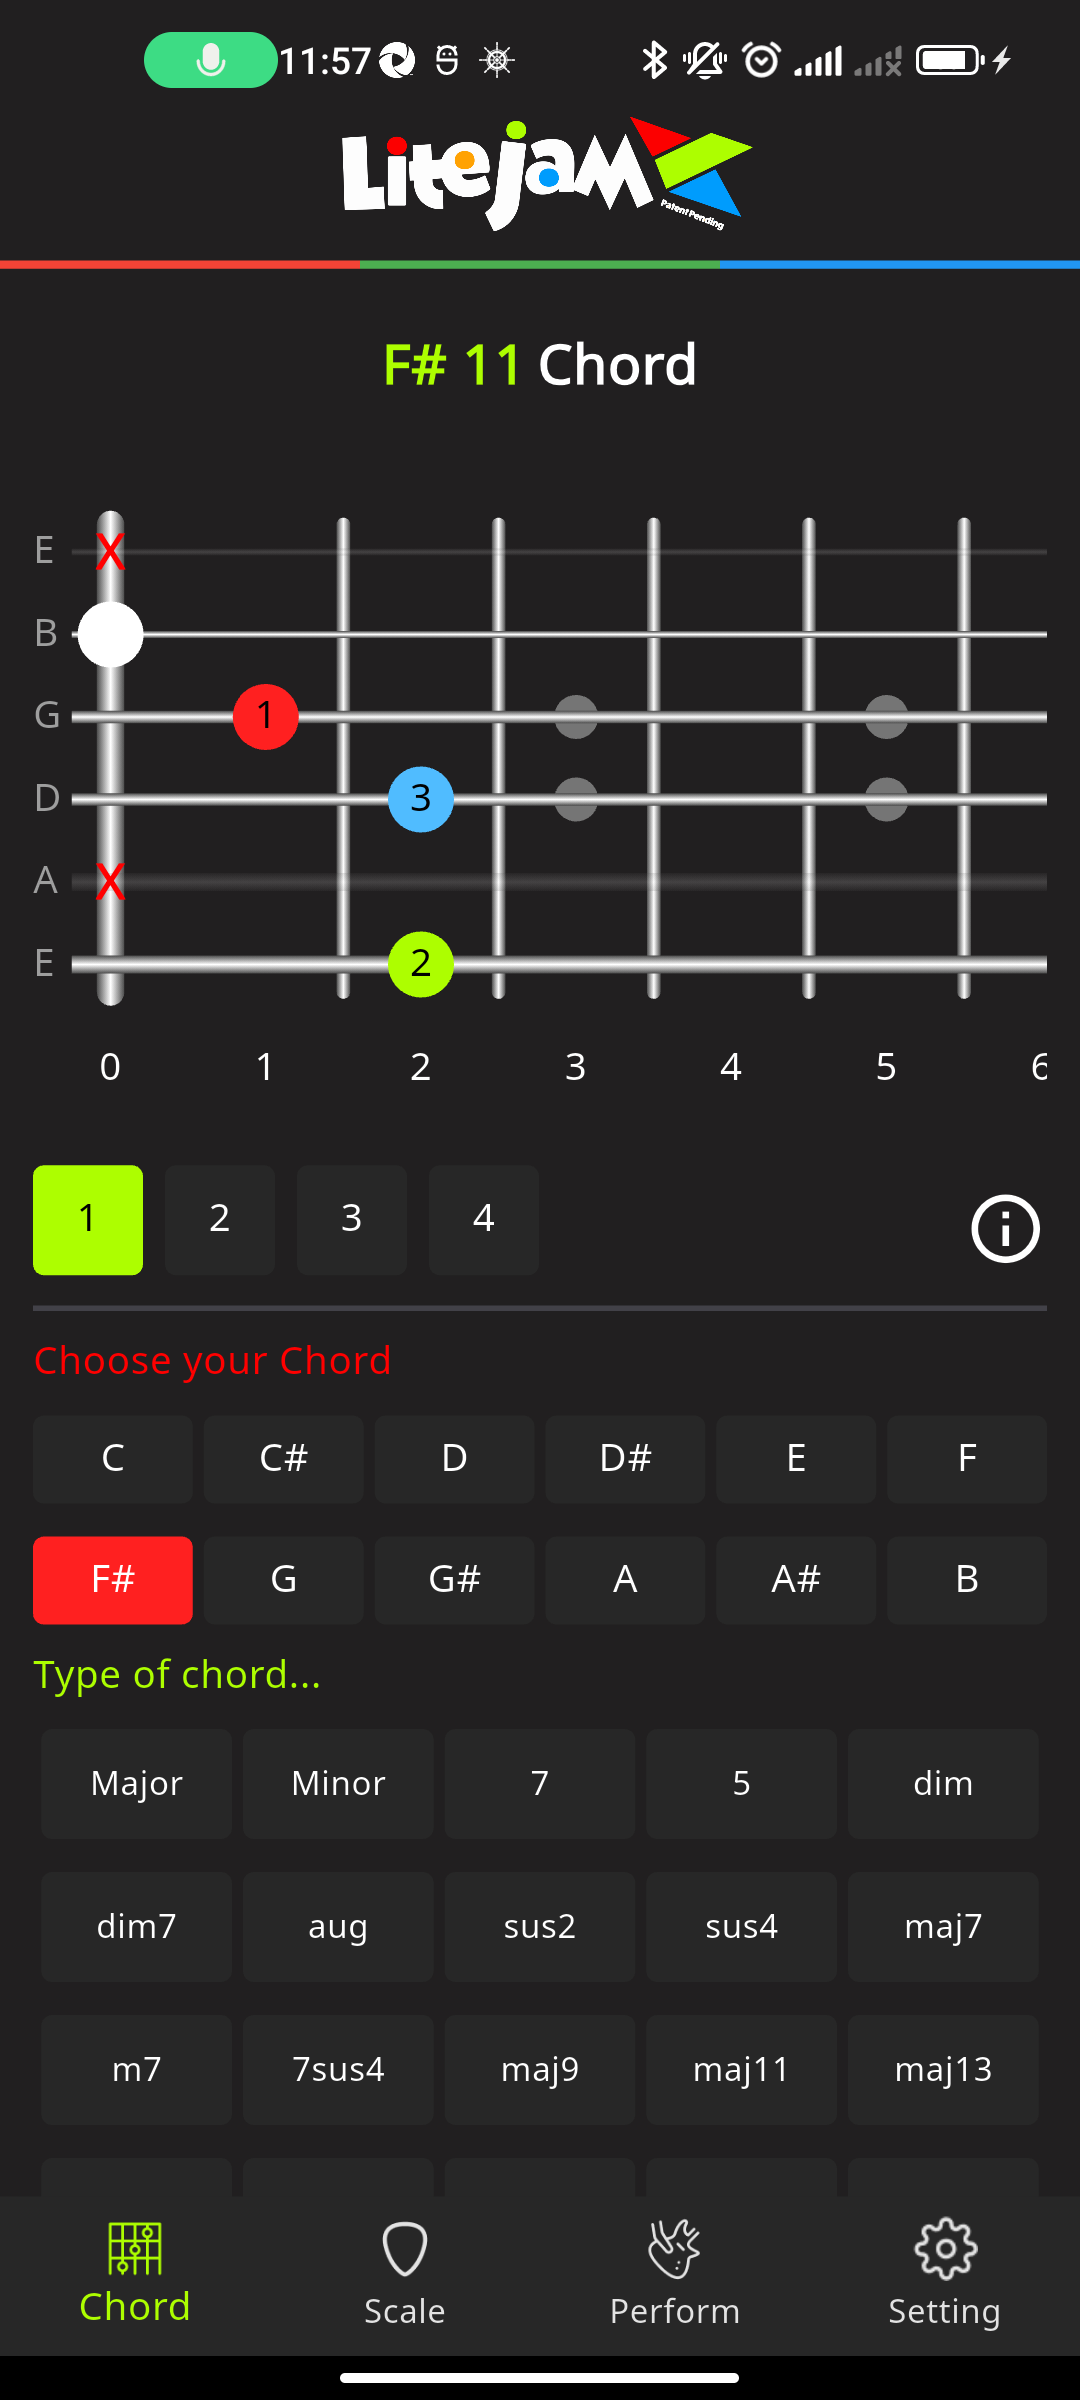 11:57
Litejam
Patent Pending
F# 11 Chord
E X
B
G 1
D 3
A X
E 2
0 1 2 3 4 5 6
1 2 3 4
Choose your Chord
C C# D D# E F
F# G G# A A# B
Type of chord...
Major Minor 7 5 dim
dim7 aug sus2 sus4 maj7
m7 7sus4 maj9 maj11 maj13
Chord Scale Perform Setting